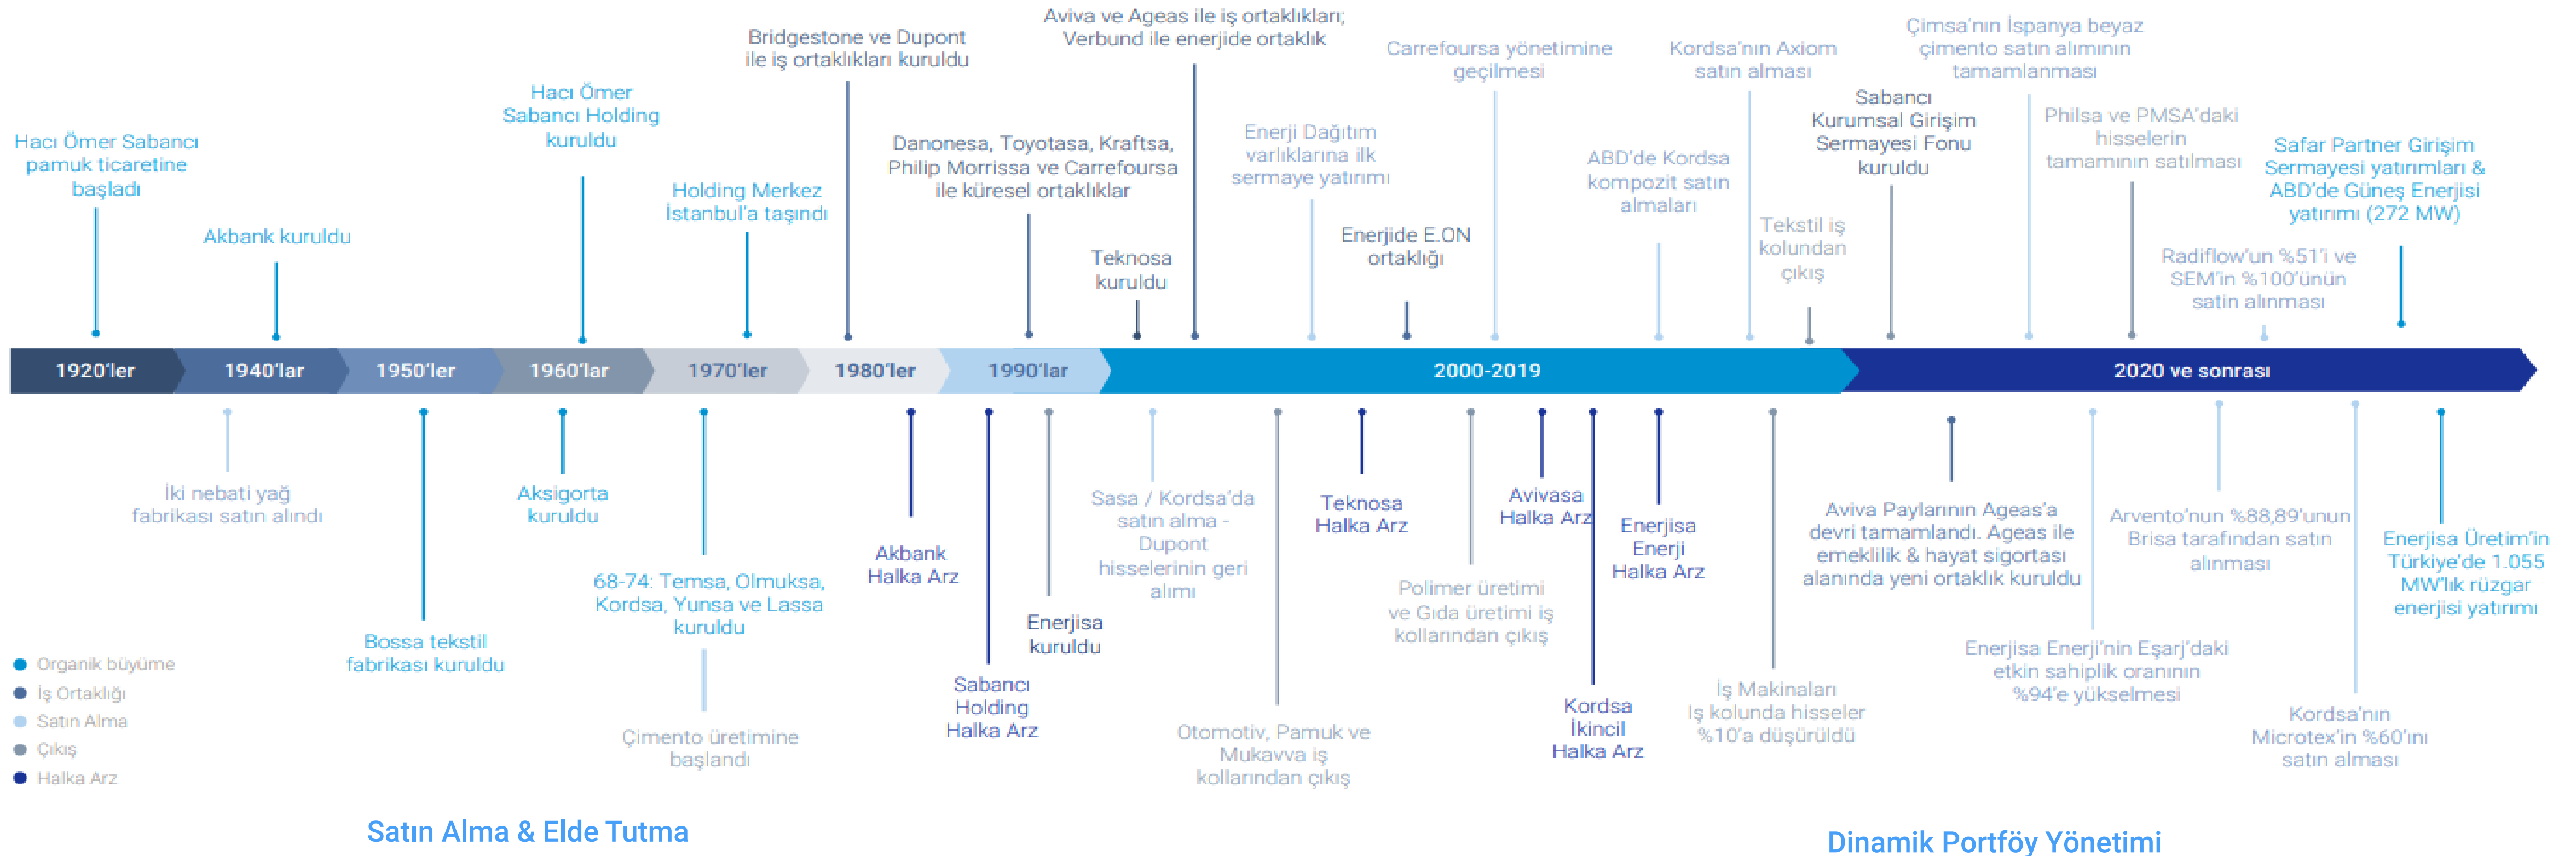 Hacı Ömer Sabancı
pamuk ticaretine
başladı
Akbank kuruldu
Hacı Ömer
Sabancı Holding
kuruldu
Holding Merkez
İstanbul'a taşındı
Bridgestone ve Dupont
ile iş ortaklıkları kuruldu
Danonesa, Toyotasa, Kraftsa,
Philip Morrissa ve Carrefoursa
ile küresel ortaklıklar
Teknosa
kuruldu
Aviva ve Ageas ile iş ortaklıkları;
Verbund ile enerjide ortaklık
Enerji Dağıtım
varlıklarına ilk
sermaye yatırımı
Enerjide E.ON
ortaklığı
Carrefoursa yönetimine
geçilmesi
ABD'de Kordsa
kompozit satın
almaları
Kordsa'nın Axiom
satın alması
Tekstil iş
kolundan
çıkış
Sabancı
Kurumsal Girişim
Sermayesi Fonu
kuruldu
Çimsa'nın İspanya beyaz
çimento satın alımının
tamamlanması
Philsa ve PMSA'daki
hisselerin
tamamının satılması
Radiflow'un %51'i ve
SEM'in %100'ünün
satin alınması
Safar Partner Girişim
Sermayesi yatırımları &
ABD'de Güneş Enerjisi
yatırımı (272 MW)
1920'ler
1940'lar
1950'ler
1960'lar
1970'ler
1980'ler
1990'lar
2000-2019
2020 ve sonrası
İki nebati yağ
fabrikası satın alındı
Bossa tekstil
fabrikası kuruldu
Aksigorta
kuruldu
68-74: Temsa, Olmuksa,
Kordsa, Yunsa ve Lassa
kuruldu
Çimento üretimine
başlandı
Akbank
Halka Arz
Sabancı
Holding
Halka Arz
Enerjisa
kuruldu
Sasa / Kordsa'da
satın alma -
Dupont
hisselerinin geri
alımı
Otomotiv, Pamuk ve
Mukavva iş
kollarından çıkış
Teknosa
Halka Arz
Polimer üretimi
ve Gıda üretimi iş
kollarından çıkış
Avivasa
Halka Arz
Kordsa
İkincil
Halka Arz
Enerjisa
Enerji
Halka Arz
İş Makinaları
Iş kolunda hisseler
%10'a düşürüldü
Aviva Paylarının Ageas'a
devri tamamlandı. Ageas ile
emeklilik & hayat sigortası
alanında yeni ortaklık kuruldu
Enerjisa Enerji'nin Eşarj'daki
etkin sahiplik oranının
%94'e yükselmesi
Arvento'nun %88,89'unun
Brisa tarafından satın
alınması
Kordsa'nın
Microtex'in %60'ını
satın alması
Enerjisa Üretim'in
Türkiye'de 1.055
MW'lık rüzgar
enerjisi yatırımı
Organik büyüme
İş Ortaklığı
Satın Alma
Çıkış
Halka Arz
Satın Alma & Elde Tutma
Dinamik Portföy Yönetimi